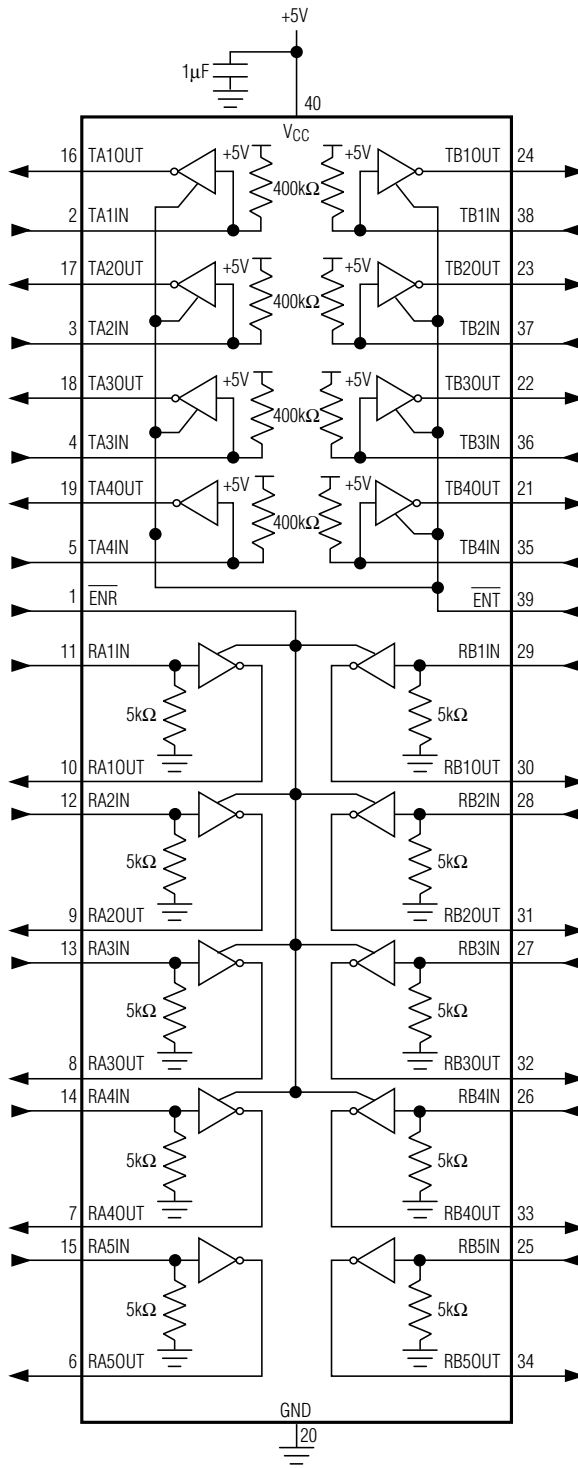 +5V
1µF
40
VCC
16 TA1OUT +5V +5V TB1OUT 24
400kΩ
2 TA1IN TB1IN 38
17 TA2OUT +5V +5V TB2OUT 23
400kΩ
3 TA2IN TB2IN 37
18 TA3OUT +5V +5V TB3OUT 22
400kΩ
4 TA3IN TB3IN 36
19 TA4OUT +5V +5V TB4OUT 21
400kΩ
5 TA4IN TB4IN 35
1 ENR ENT 39
11 RA1IN RB1IN 29
5kΩ 5kΩ
10 RA1OUT RB1OUT 30
12 RA2IN RB2IN 28
5kΩ 5kΩ
9 RA2OUT RB2OUT 31
13 RA3IN RB3IN 27
5kΩ 5kΩ
8 RA3OUT RB3OUT 32
14 RA4IN RB4IN 26
5kΩ 5kΩ
7 RA4OUT RB4OUT 33
15 RA5IN RB5IN 25
5kΩ 5kΩ
6 RA5OUT RB5OUT 34
GND
20